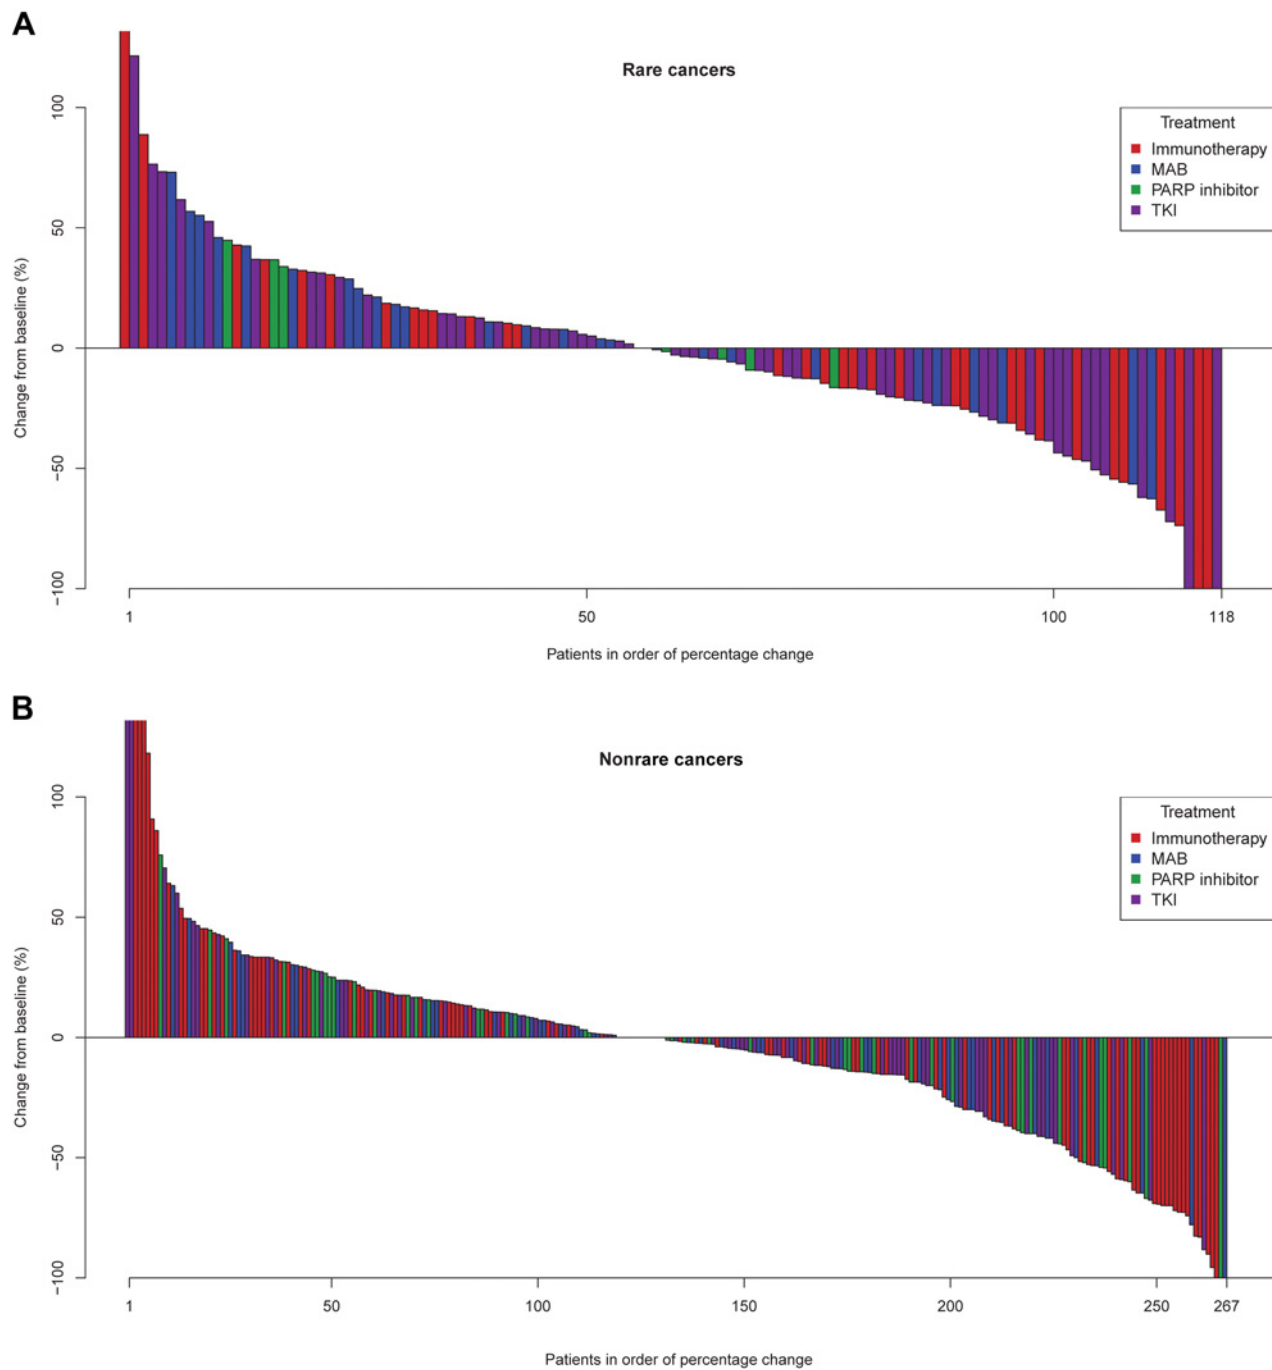 A
Rare cancers
Treatment
Immunotherapy
MAB
PARP inhibitor
TKI
Change from baseline (%)
100
50
0
−50
−100
1
50
100
118
Patients in order of percentage change
B
Nonrare cancers
Treatment
Immunotherapy
MAB
PARP inhibitor
TKI
Change from baseline (%)
100
50
0
−50
−100
1
50
100
150
200
250
267
Patients in order of percentage change